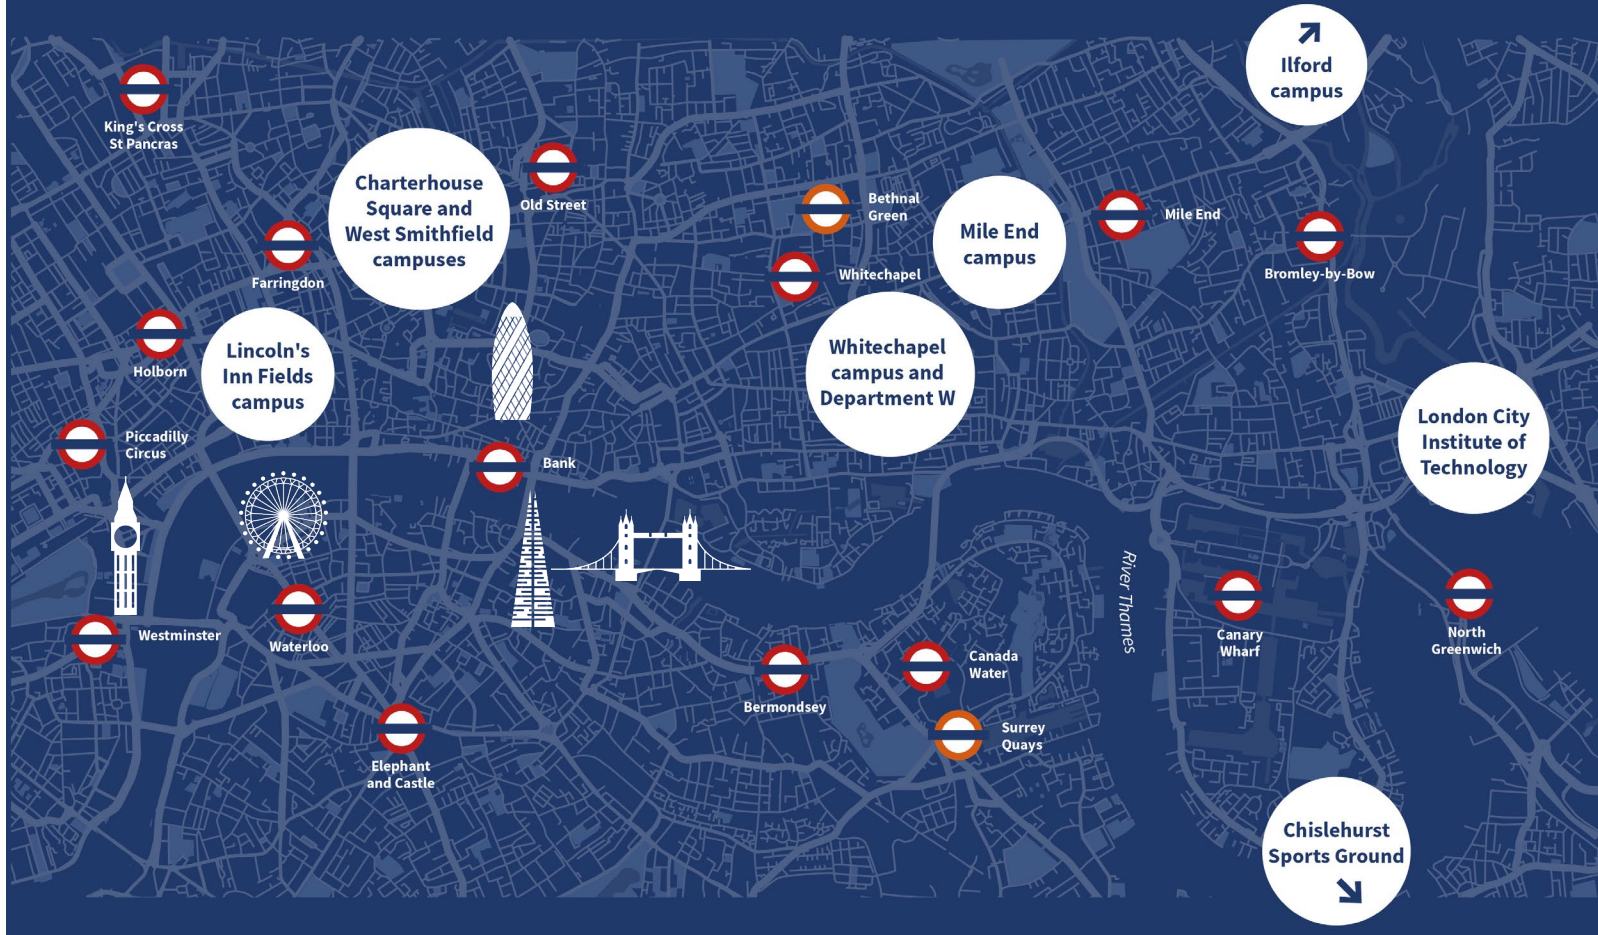 Ilford
campus
King's Cross
St Pancras
Charterhouse
Square and
West Smithfield
campuses
Old Street
Bethnal
Green
Mile End
campus
Mile End
Bromley-by-Bow
Farringdon
Whitechapel
Holborn
Lincoln's
Inn Fields
campus
Whitechapel
campus and
Department W
London City
Institute of
Technology
Piccadilly
Circus
Bank
River Thames
Westminster
Waterloo
Canary
Wharf
North
Greenwich
Canada
Water
Bermondsey
Surrey
Quays
Elephant
and Castle
Chislehurst
Sports Ground